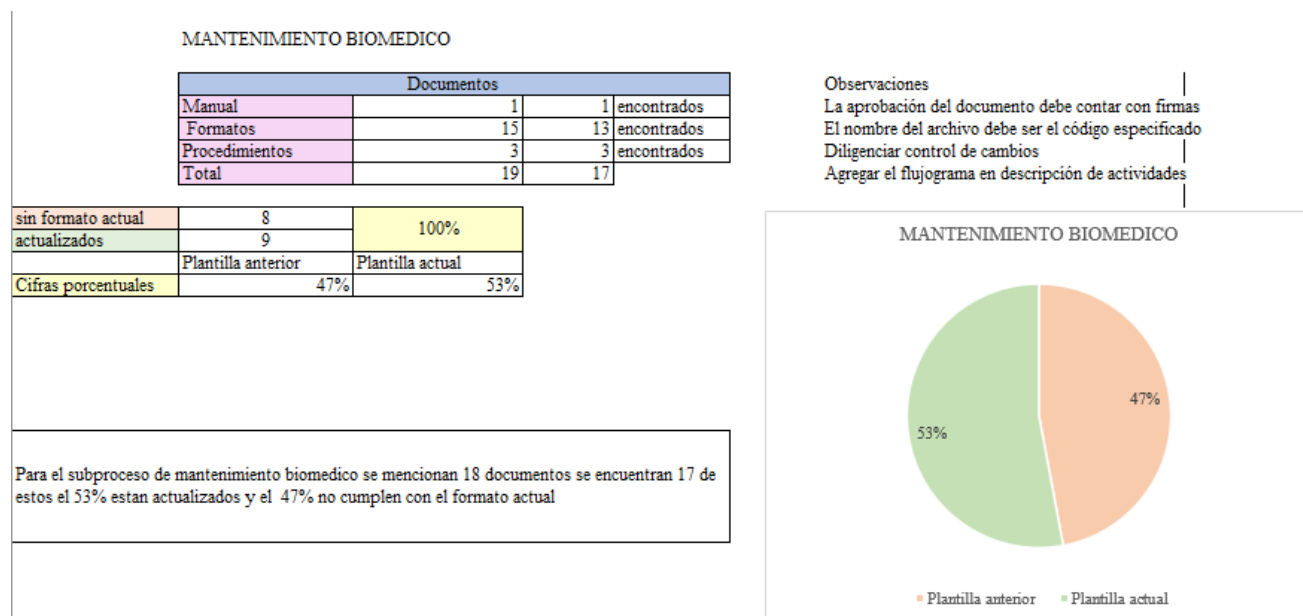 MANTENIMIENTO BIOMEDICO
Documentos
Manual 1 1 encontrados
Formatos 15 13 encontrados
Procedimientos 3 3 encontrados
Total 19 17
Observaciones
La aprobación del documento debe contar con firmas
El nombre del archivo debe ser el código especificado
Diligenciar control de cambios
Agregar el flujograma en descripción de actividades
sin formato actual 8 100%
actualizados 9
Plantilla anterior Plantilla actual
Cifras porcentuales 47% 53%
Para el subproceso de mantenimiento biomedico se mencionan 18 documentos se encuentran 17 de
estos el 53% estan actualizados y el 47% no cumplen con el formato actual
MANTENIMIENTO BIOMEDICO
47%
53%
Plantilla anterior Plantilla actual